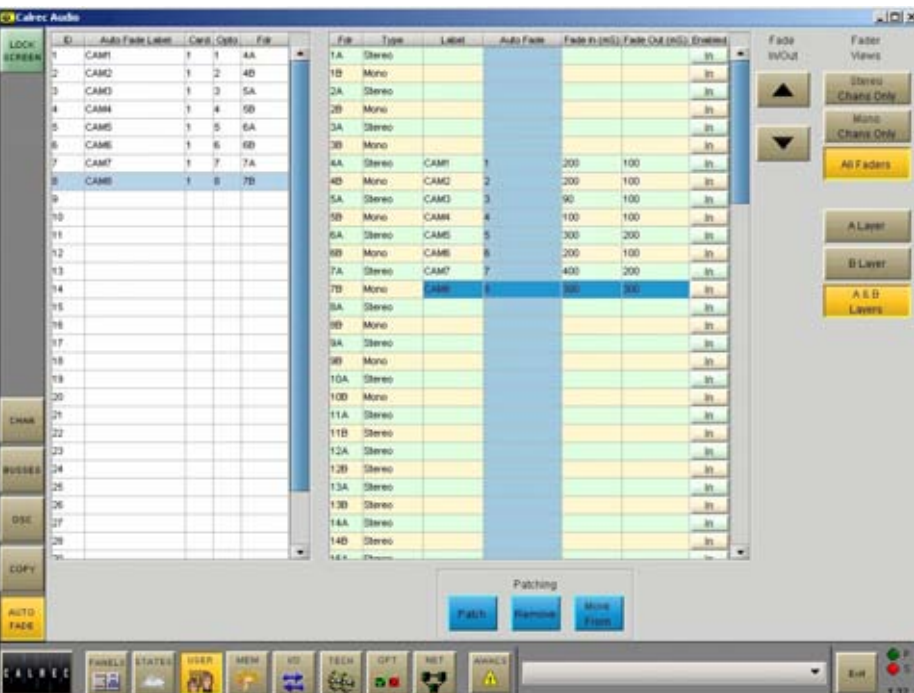 Calrec Audio
LOCK SCREEN
ID Auto Fade Label Card Opto Fdr
1 CAM1 1 1 4A
2 CAM2 1 2 4B
3 CAM3 1 3 5A
4 CAM4 1 4 5B
5 CAM5 1 5 6A
6 CAM6 1 6 6B
7 CAM7 1 7 7A
8 CAM8 1 8 7B
9
10
11
12
13
14
15
16
17
18
19
20
21
22
23
24
25
26
27
28
Fdr Type Label Auto Fade Fade In (mS) Fade Out (mS) Enabled
1A Stereo In
1B Mono In
2A Stereo In
2B Mono In
3A Stereo In
3B Mono In
4A Stereo CAM1 1 200 100 In
4B Mono CAM2 2 200 100 In
5A Stereo CAM3 3 90 100 In
5B Mono CAM4 4 100 100 In
6A Stereo CAM5 5 300 200 In
6B Mono CAM6 6 200 100 In
7A Stereo CAM7 7 400 200 In
7B Mono CAM8 8 300 300 In
8A Stereo In
8B Mono In
9A Stereo In
9B Mono In
10A Stereo In
10B Mono In
11A Stereo In
11B Stereo In
12A Stereo In
12B Stereo In
13A Stereo In
13B Stereo In
14A Stereo In
14B Stereo In
Fade In/Out
Fader Views
Stereo Chans Only
Mono Chans Only
All Faders
A Layer
B Layer
A & B Layers
CHAN
BUSSES
OSC
COPY
AUTO FADE
Patching
Patch
Remove
Move From
CALREC
PANELS
STATES
USER
MEM
I/O
TECH
OPT
NET
AWACS
Exit
P
S